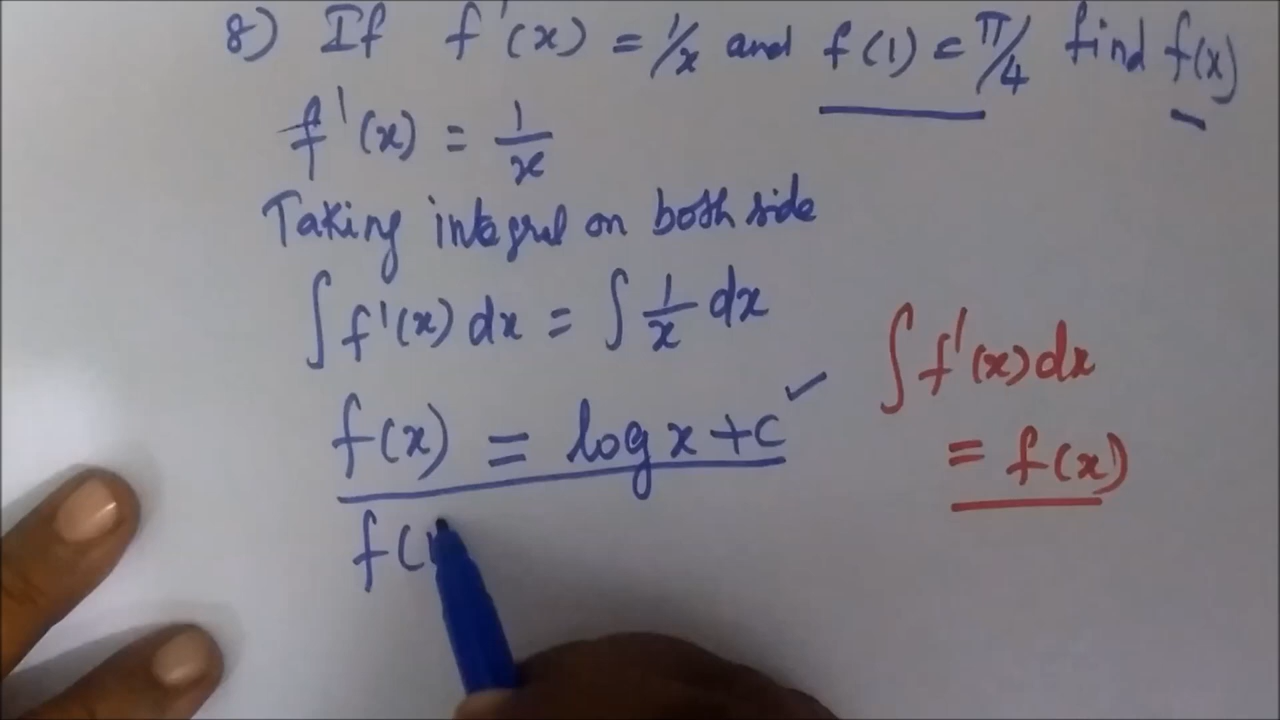 8) If f'(x) = 1/x and f(1) = π/4 find f(x)
f'(x) = 1/x
Taking integral on both side
∫ f'(x) dx = ∫ 1/x dx
f(x) = log x + c ✓
∫ f'(x) dx
= f(x)
f(